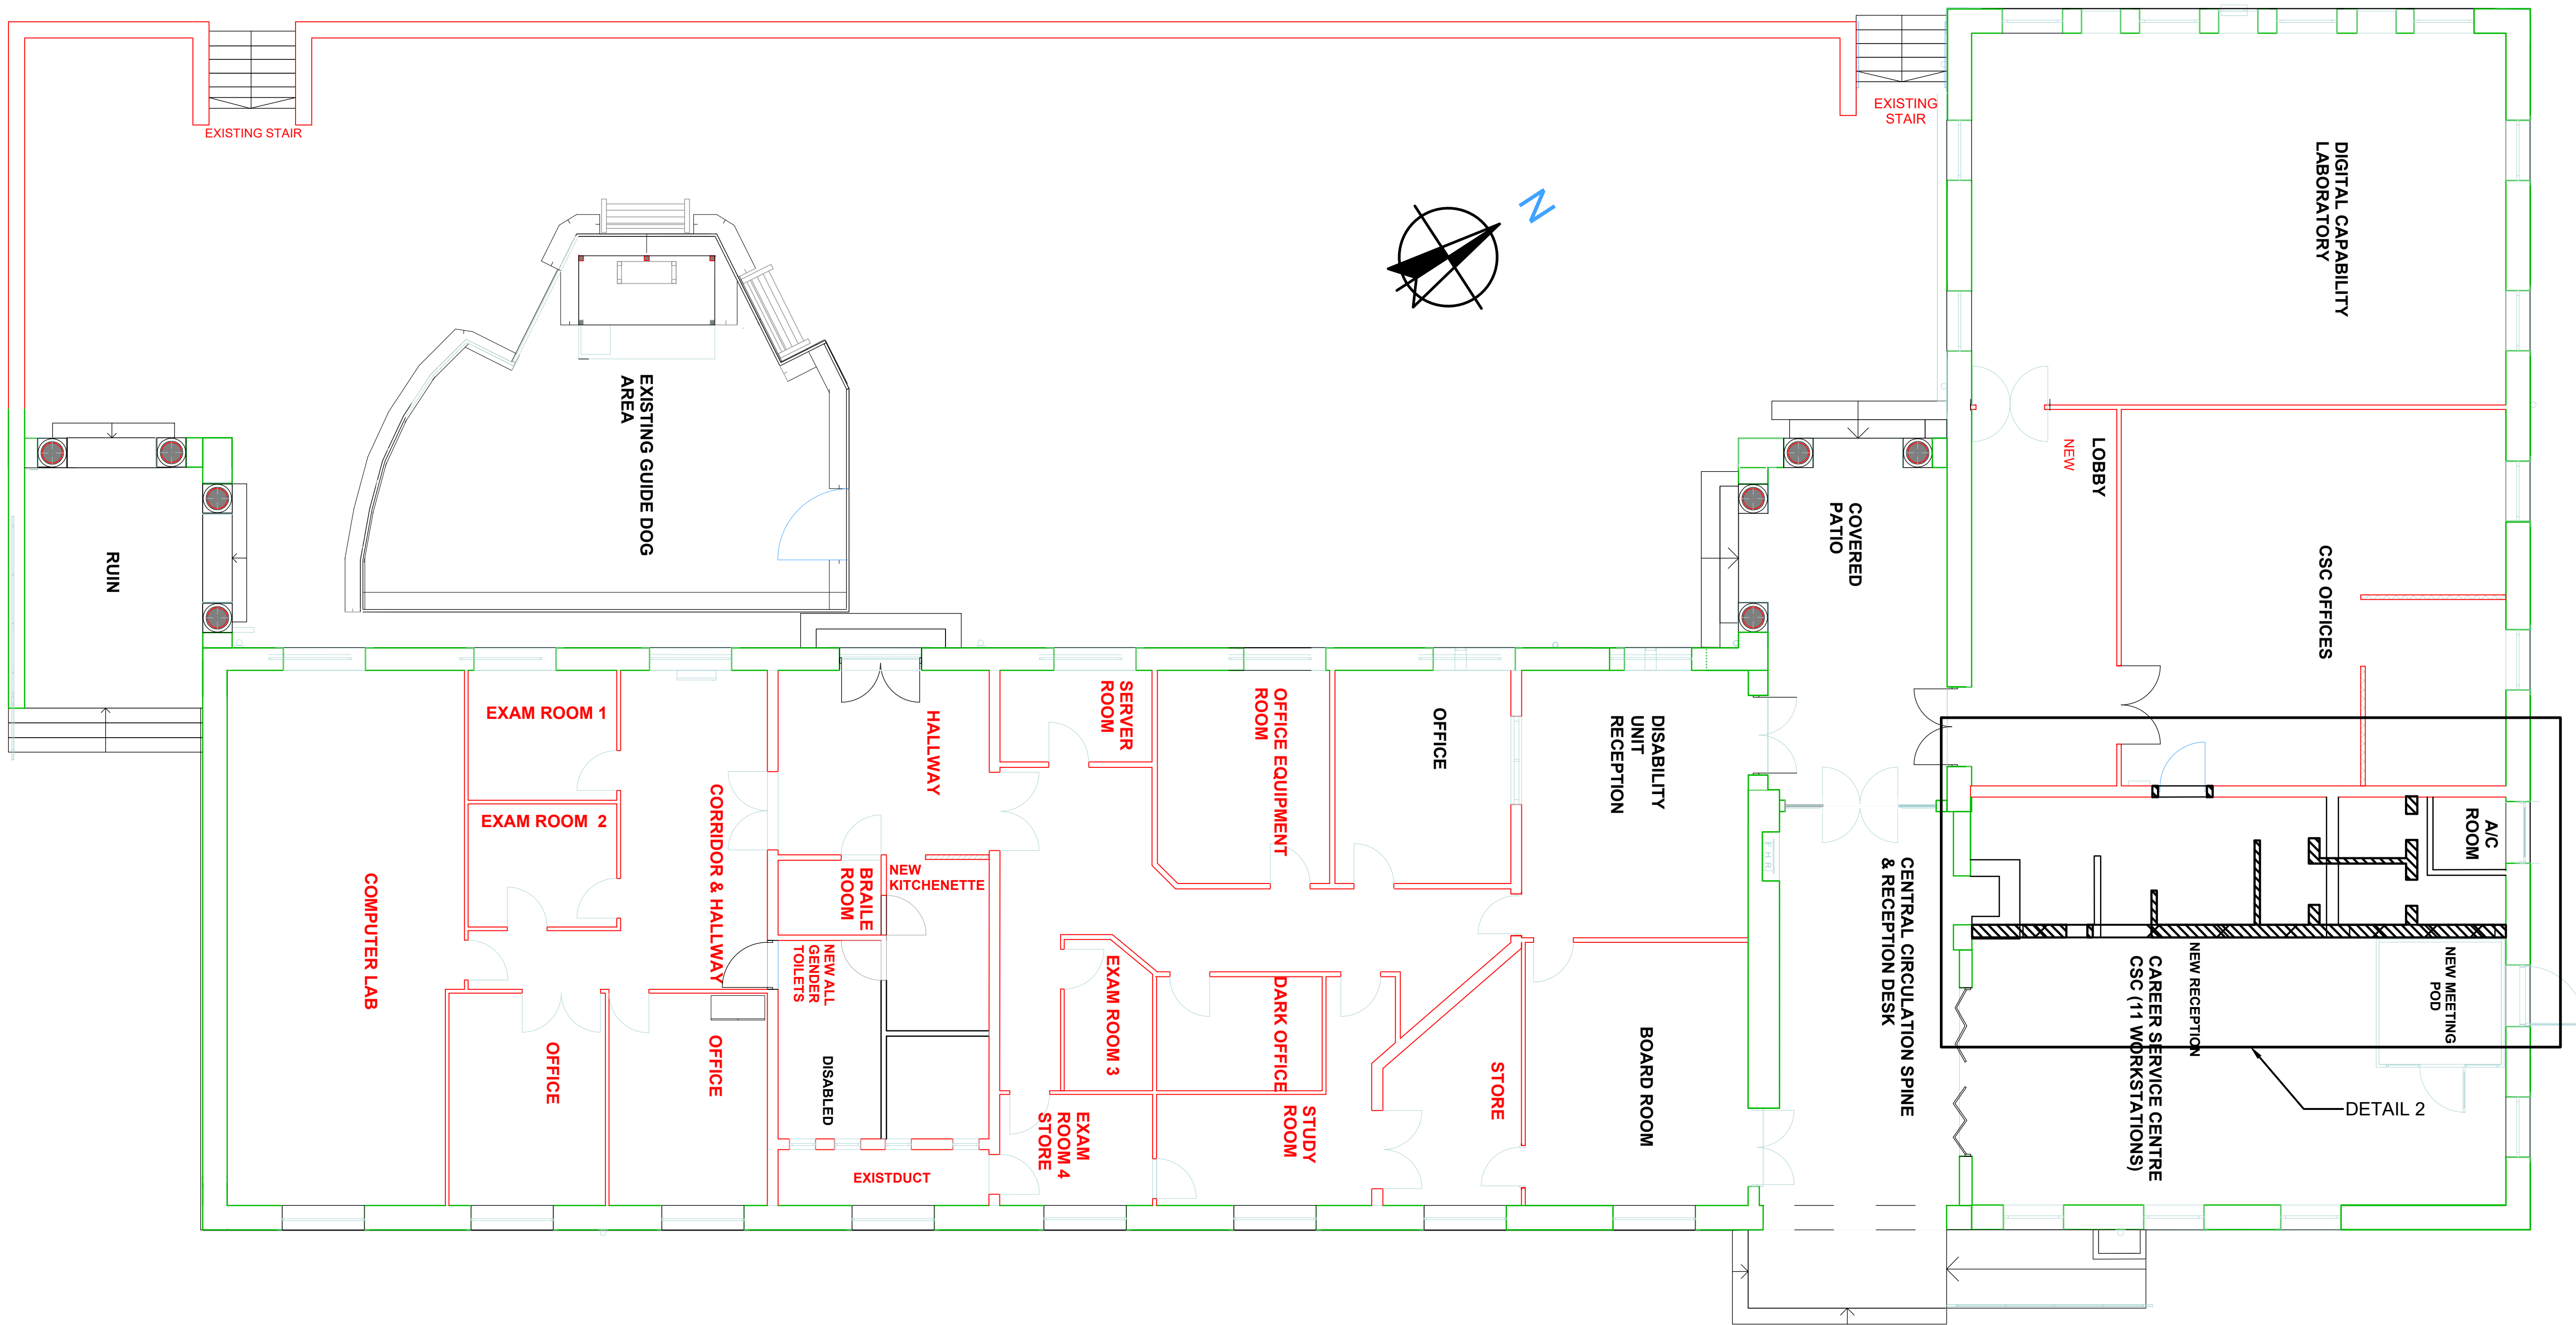 EXISTING STAIR
EXISTING
STAIR
N
DIGITAL CAPABILITY
LABORATORY
EXISTING GUIDE DOG
AREA
LOBBY
NEW
COVERED
PATIO
CSC OFFICES
RUIN
EXAM ROOM 1
EXAM ROOM 2
COMPUTER LAB
CORRIDOR & HALLWAY
HALLWAY
SERVER
ROOM
OFFICE EQUIPMENT
ROOM
OFFICE
DISABILITY
UNIT
RECEPTION
BRAILE
ROOM
NEW
KITCHENETTE
F H R
CENTRAL CIRCULATION SPINE
& RECEPTION DESK
A/C
ROOM
NEW ALL
GENDER
TOILETS
EXAM ROOM 3
DARK OFFICE
NEW RECEPTION
CAREER SERVICE CENTRE
CSC (11 WORKSTATIONS)
NEW MEETING
POD
OFFICE
OFFICE
DISABLED
STORE
BOARD ROOM
EXAM
ROOM 4
STORE
STUDY
ROOM
EXISTDUCT
DETAIL 2